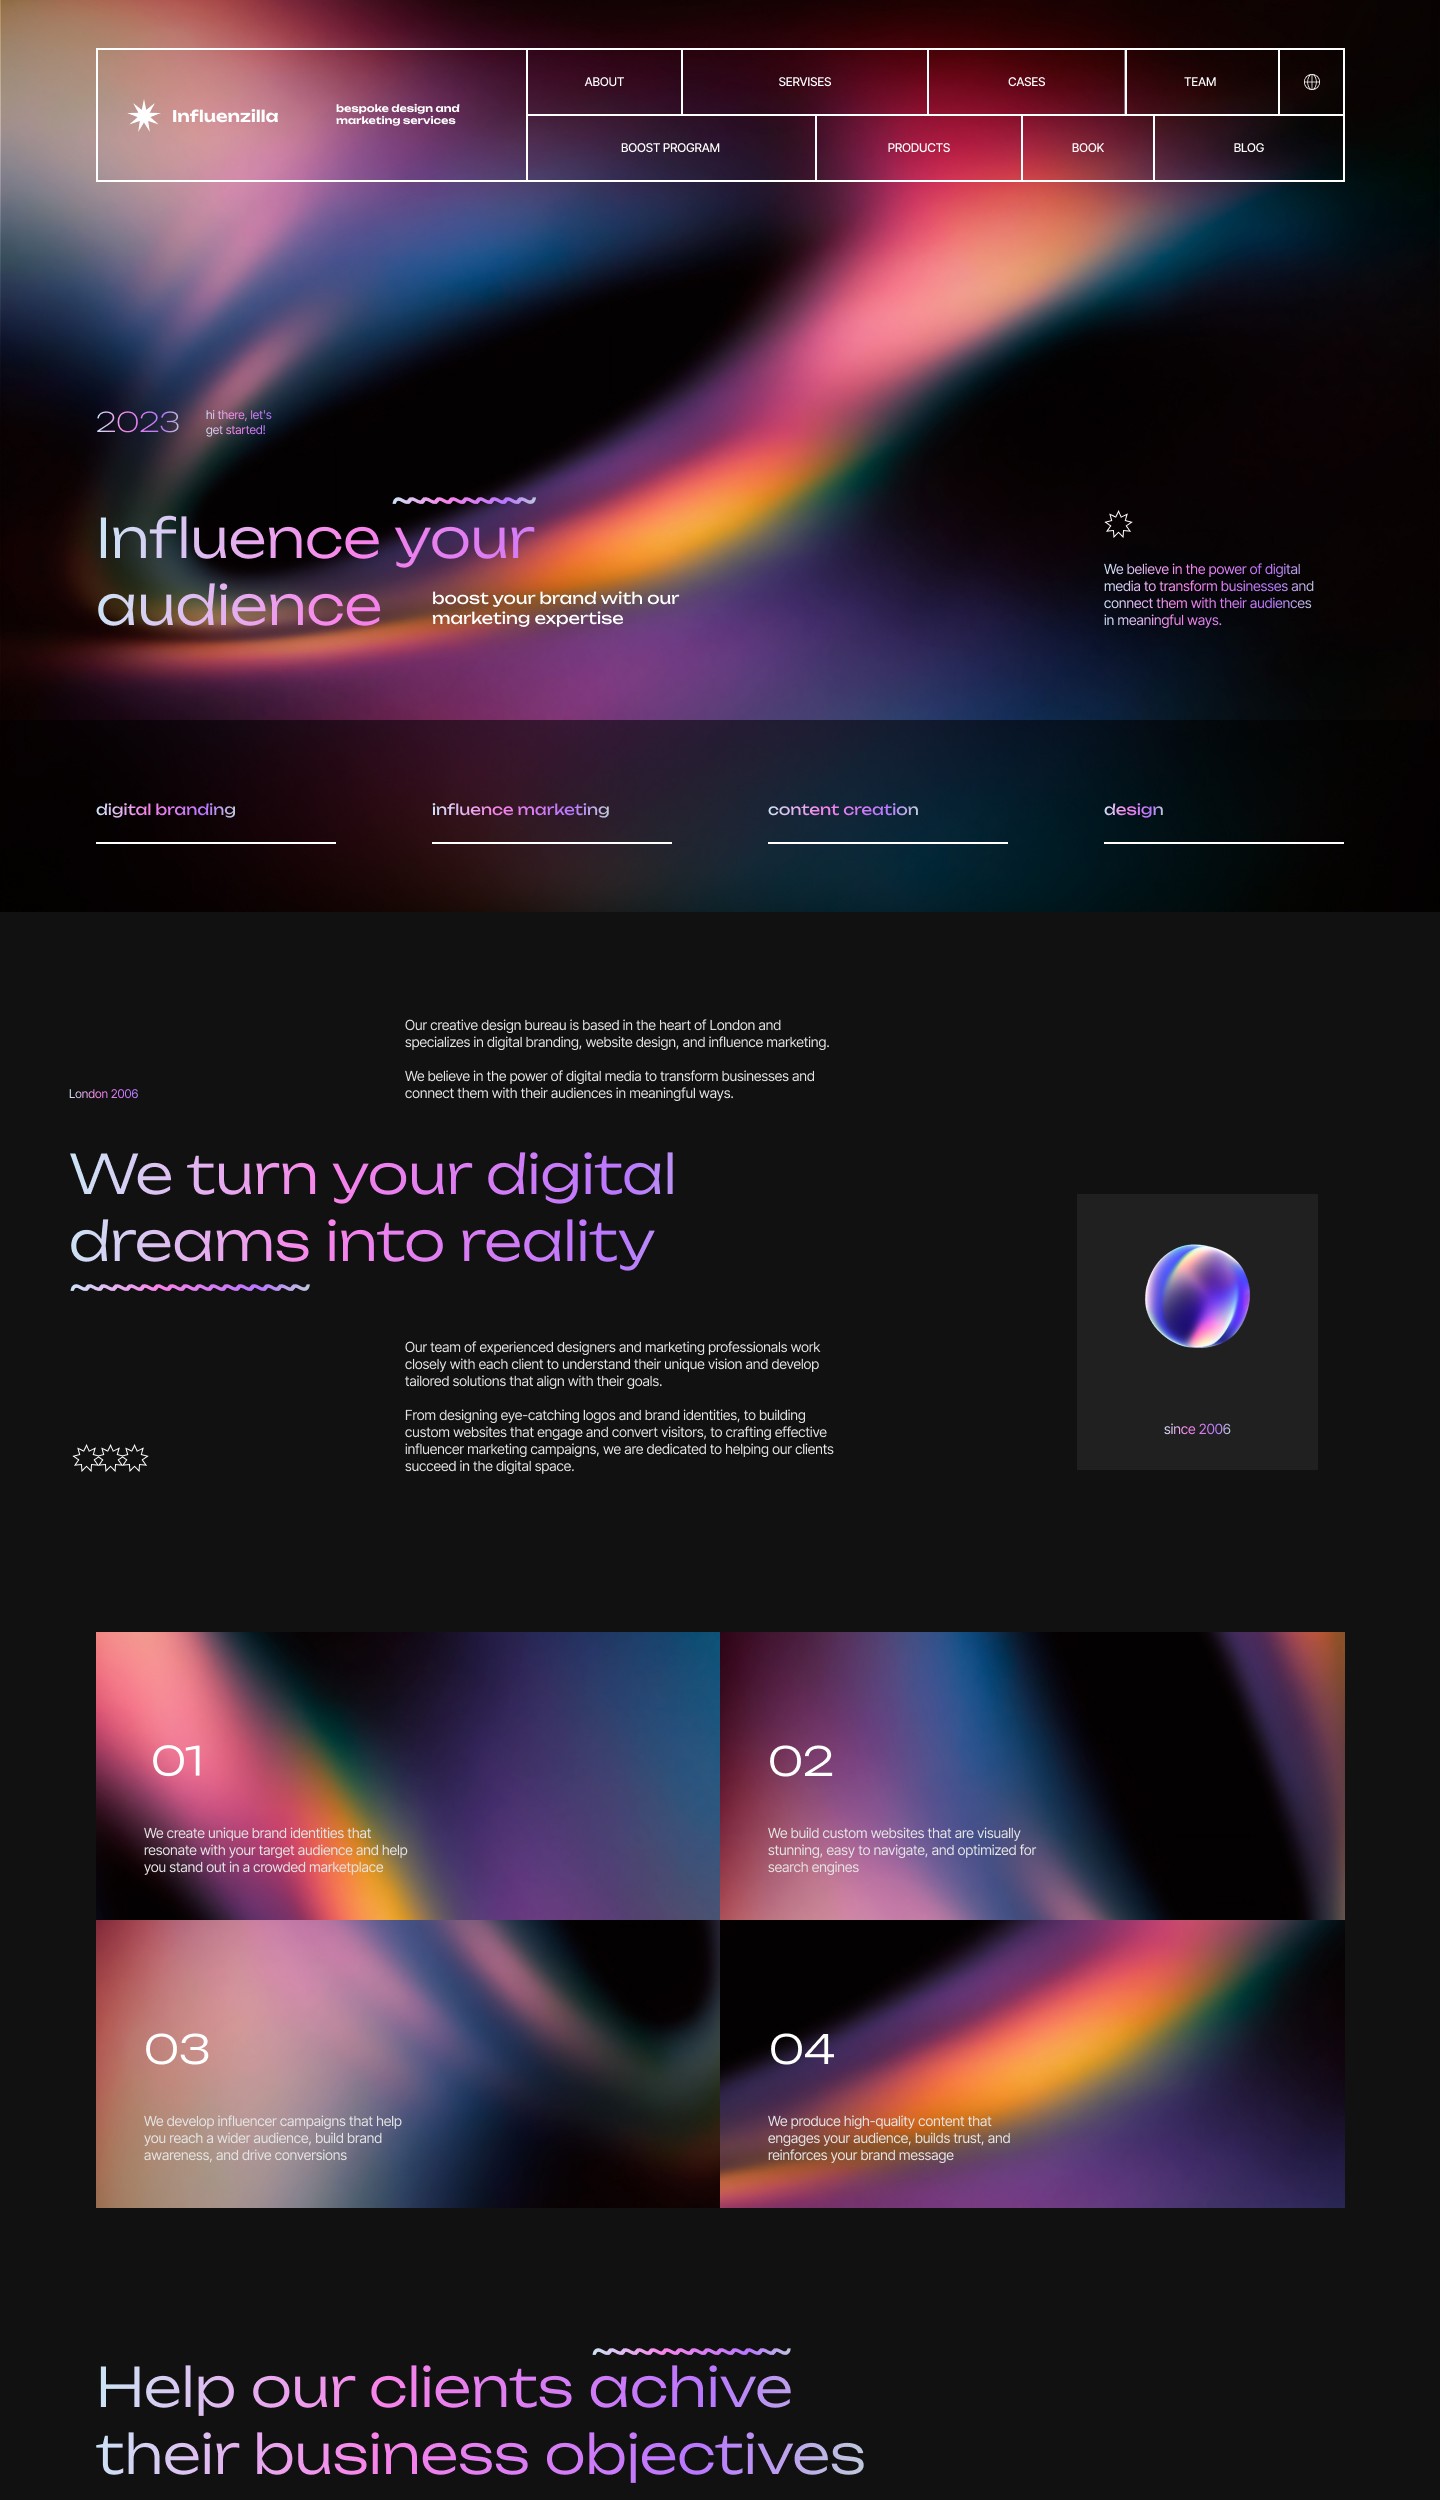 Influenzilla
bespoke design and
marketing services
ABOUT
SERVISES
CASES
TEAM
BOOST PROGRAM
PRODUCTS
BOOK
BLOG
2023
hi there, let's
get started!
Influence your
audience
boost your brand with our
marketing expertise
We believe in the power of digital
media to transform businesses and
connect them with their audiences
in meaningful ways.
digital branding
influence marketing
content creation
design
Our creative design bureau is based in the heart of London and
specializes in digital branding, website design, and influence marketing.
We believe in the power of digital media to transform businesses and
connect them with their audiences in meaningful ways.
London 2006
We turn your digital
dreams into reality
Our team of experienced designers and marketing professionals work
closely with each client to understand their unique vision and develop
tailored solutions that align with their goals.
From designing eye-catching logos and brand identities, to building
custom websites that engage and convert visitors, to crafting effective
influencer marketing campaigns, we are dedicated to helping our clients
succeed in the digital space.
since 2006
01
We create unique brand identities that
resonate with your target audience and help
you stand out in a crowded marketplace
02
We build custom websites that are visually
stunning, easy to navigate, and optimized for
search engines
03
We develop influencer campaigns that help
you reach a wider audience, build brand
awareness, and drive conversions
04
We produce high-quality content that
engages your audience, builds trust, and
reinforces your brand message
Help our clients achive
their business objectives